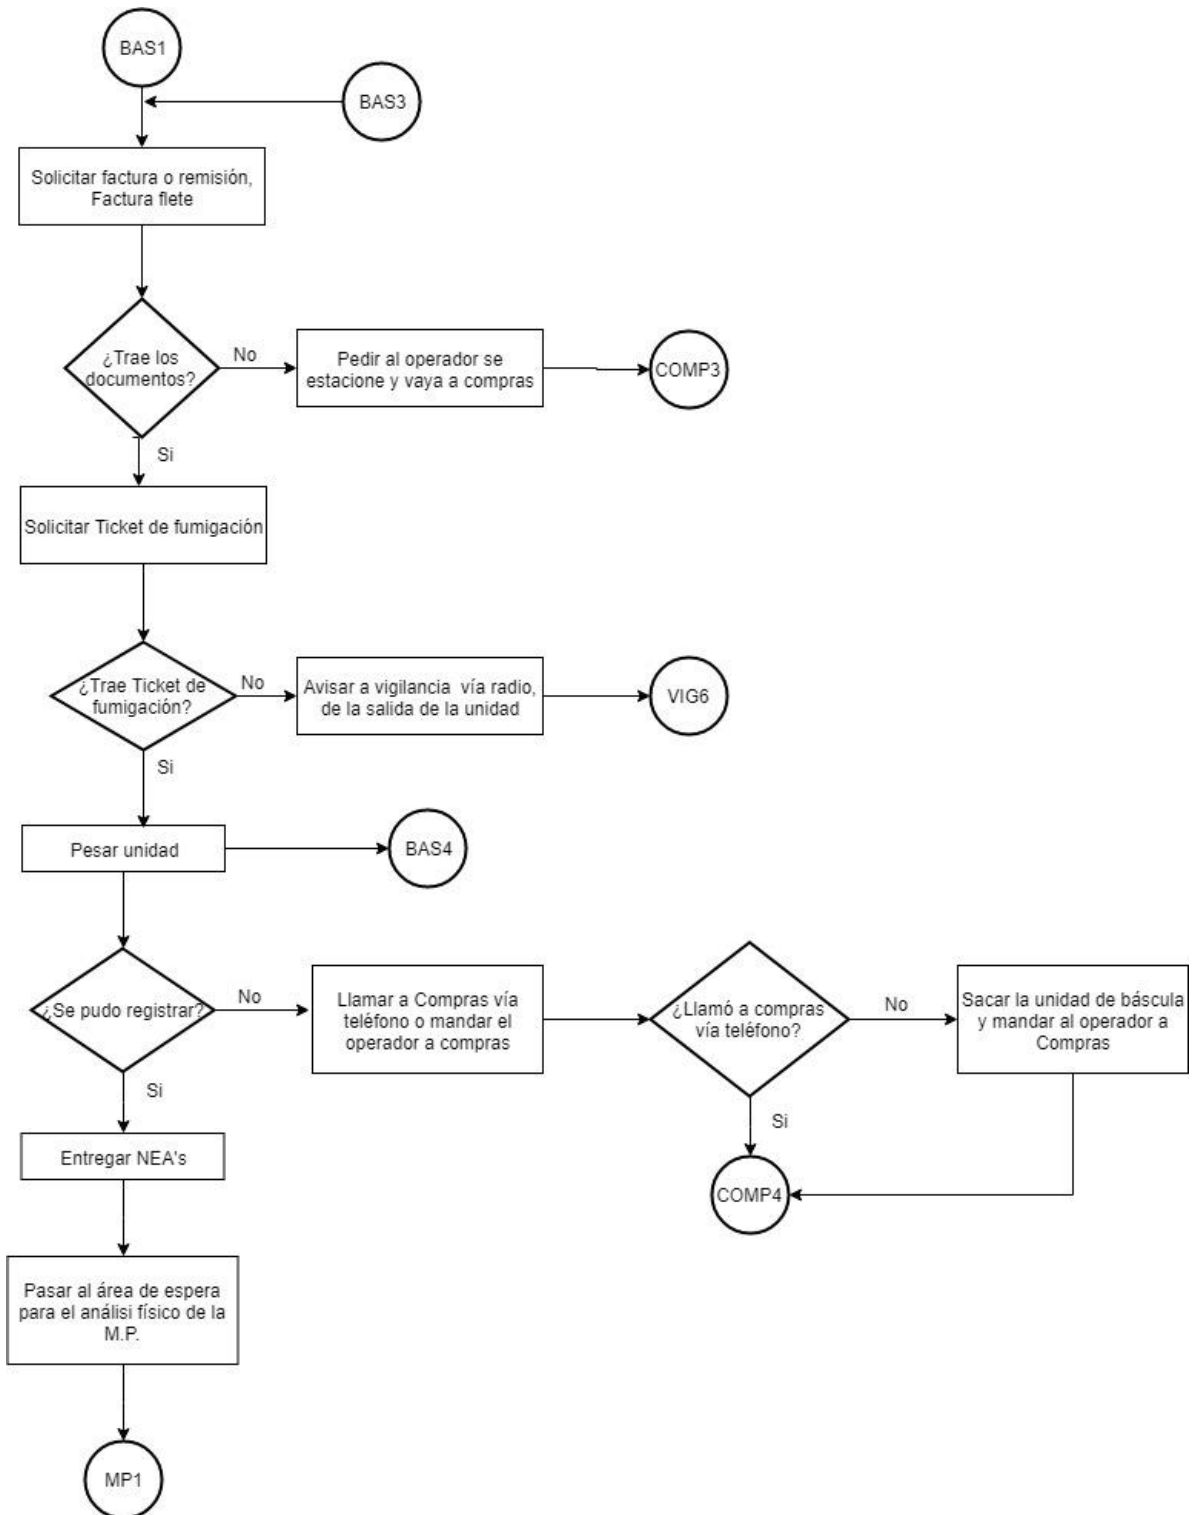 BAS1
BAS3
Solicitar factura o remisión,
Factura flete
¿Trae los
documentos?
No
Pedir al operador se
estacione y vaya a compras
COMP3
Si
Solicitar Ticket de fumigación
¿Trae Ticket de
fumigación?
No
Avisar a vigilancia vía radio,
de la salida de la unidad
VIG6
Si
Pesar unidad
BAS4
¿Se pudo registrar?
No
Llamar a Compras vía
teléfono o mandar el
operador a compras
¿Llamó a compras
vía teléfono?
No
Sacar la unidad de báscula
y mandar al operador a
Compras
Si
Si
COMP4
Entregar NEA's
Pasar al área de espera
para el análisi físico de la
M.P.
MP1